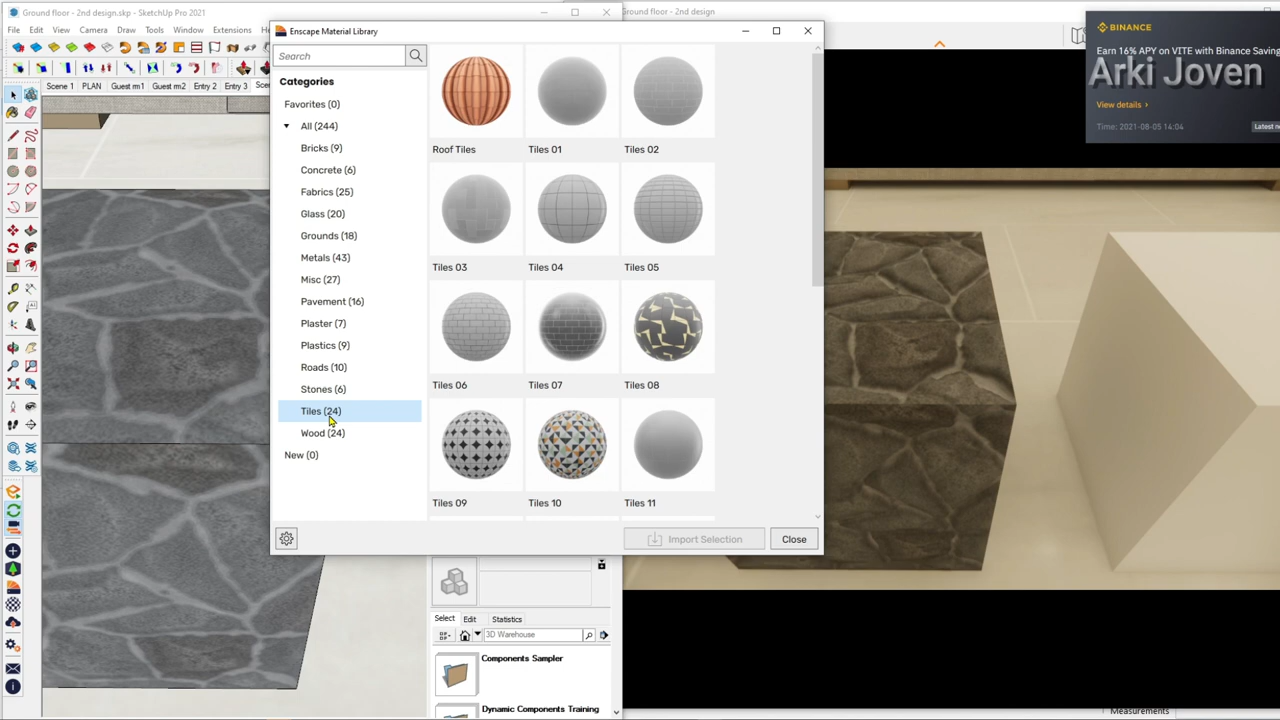 Ground floor - 2nd design.skp - SketchUp Pro 2021
Ground floor - 2nd design
File Edit View Camera Draw Tools Window Extensions
Scene 1 PLAN Guest m1 Guest m2 Entry 2 Entry 3
Enscape Material Library
Search
Categories
Favorites (0)
All (244)
Bricks (9)
Concrete (6)
Fabrics (25)
Glass (20)
Grounds (18)
Metals (43)
Misc (27)
Pavement (16)
Plaster (7)
Plastics (9)
Roads (10)
Stones (6)
Tiles (24)
Wood (24)
New (0)
Roof Tiles Tiles 01 Tiles 02
Tiles 03 Tiles 04 Tiles 05
Tiles 06 Tiles 07 Tiles 08
Tiles 09 Tiles 10 Tiles 11
Import Selection Close
BINANCE
Earn 16% APY on VITE with Binance Saving
Arki Joven
View details ›
Time: 2021-08-05 14:04 Latest n
Select Edit Statistics
3D Warehouse
Components Sampler
Dynamic Components Training
Measurements